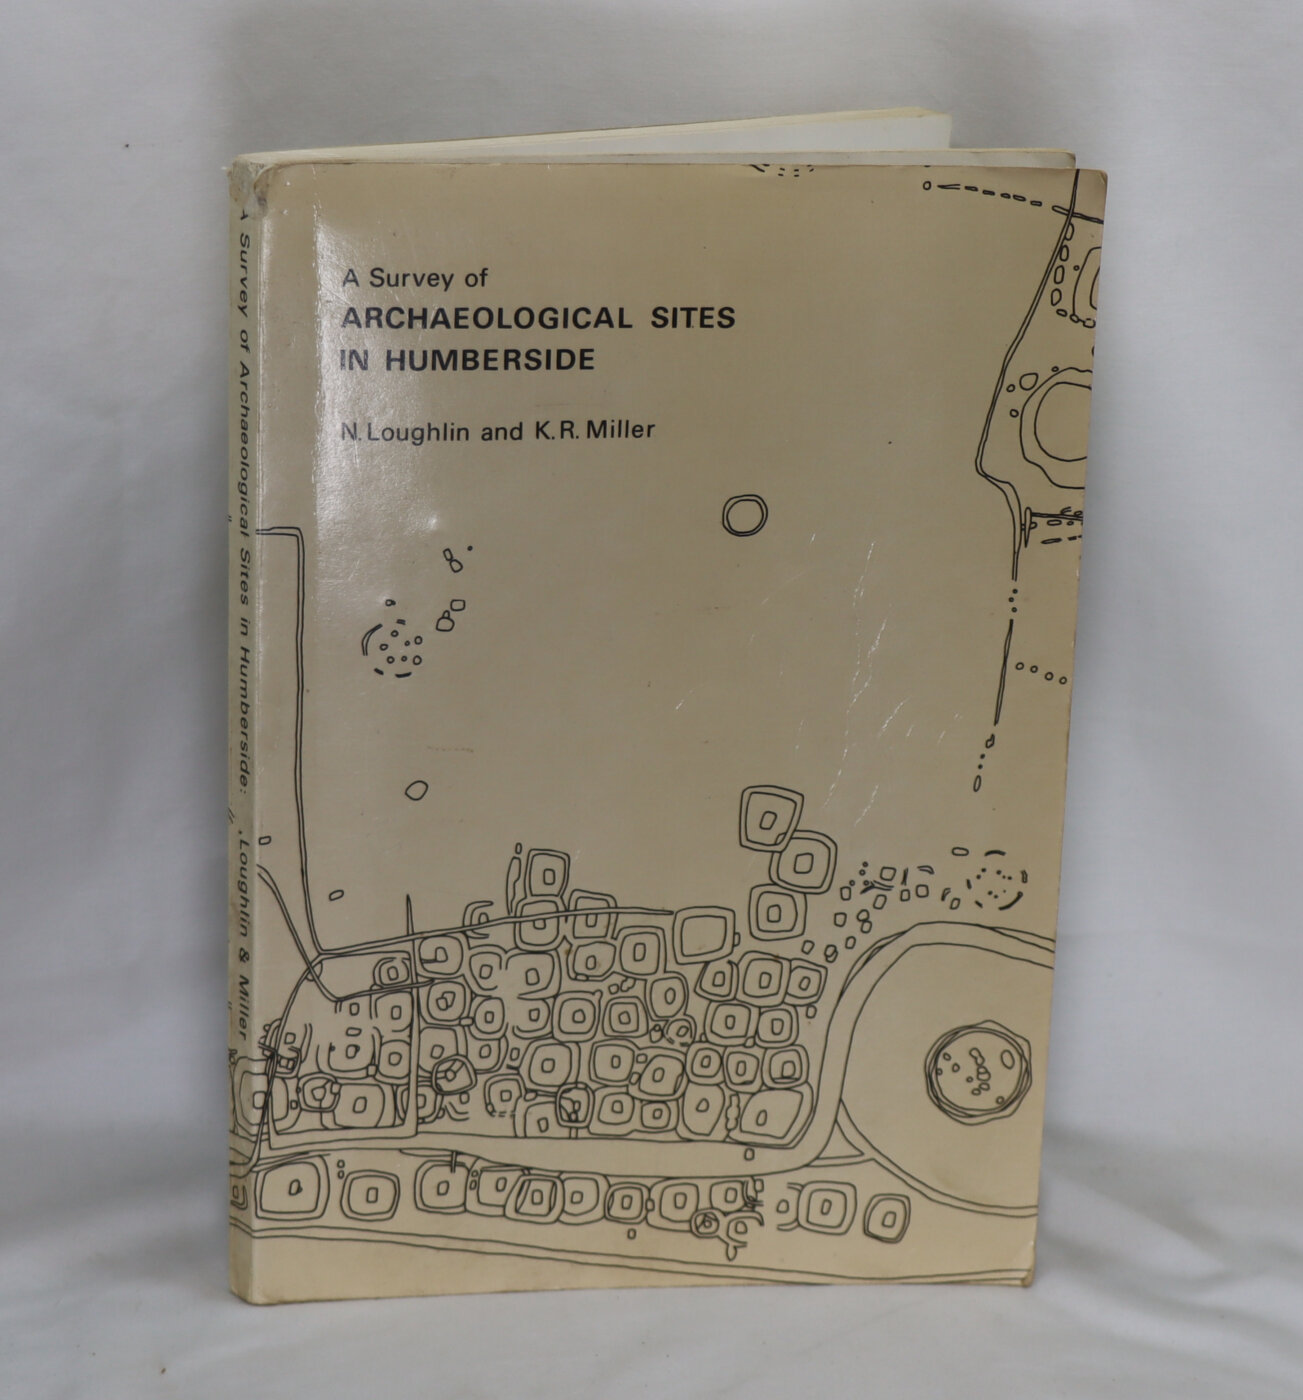 A Survey of
ARCHAEOLOGICAL SITES
IN HUMBERSIDE
N. Loughlin and K.R. Miller
A Survey of Archaeological Sites in Humberside: .Loughlin & Miller